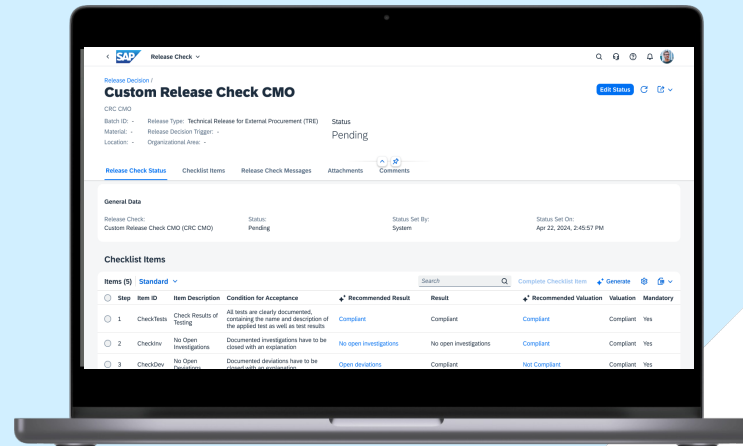 SAP Release Check
Release Decision /
Custom Release Check CMO
Edit Status
CRC CMO
Batch ID: - Release Type: Technical Release for External Procurement (TRE) Status
Material: - Release Decision Trigger: - Pending
Location: - Organizational Area: -
Release Check Status Checklist Items Release Check Messages Attachments Comments
General Data
Release Check: Status: Status Set By: Status Set On:
Custom Release Check CMO (CRC CMO) Pending System Apr 22, 2024, 2:45:57 PM
Checklist Items
Items (5) Standard Search Complete Checklist Item Generate
Step Item ID Item Description Condition for Acceptance Recommended Result Result Recommended Valuation Valuation Mandatory
1 CheckTests Check Results of Testing All tests are clearly documented, containing the name and description of the applied test as well as test results Compliant Compliant Compliant Compliant Yes
2 CheckInv No Open Investigations Documented investigations have to be closed with an explanation No open investigations No open investigations Compliant Compliant Yes
3 CheckDev No Open Deviations Documented deviations have to be closed with an explanation Open deviations Compliant Not Compliant Compliant Yes